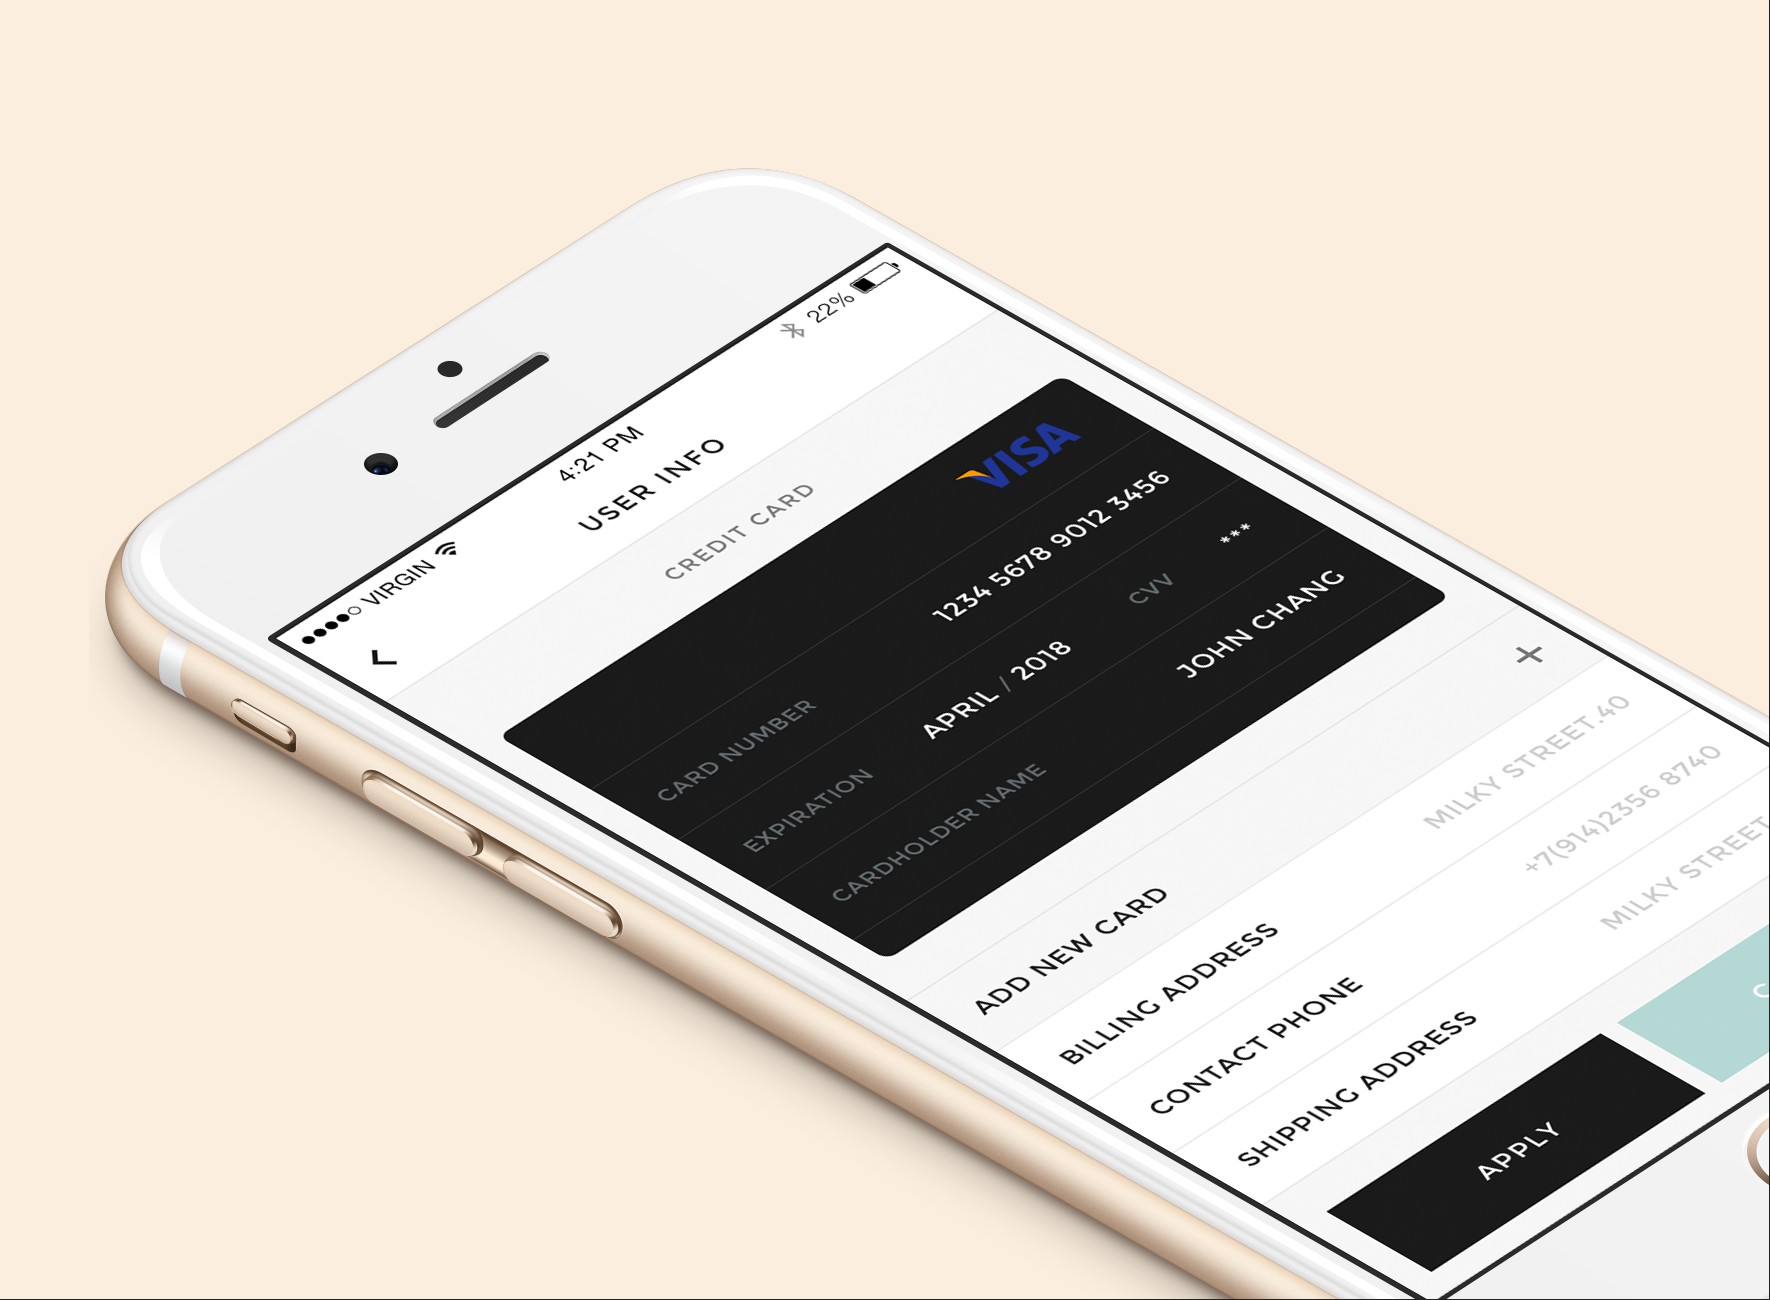 VIRGIN 4:21 PM 22%
USER INFO
CREDIT CARD
VISA
CARD NUMBER 1234 5678 9012 3456
EXPIRATION APRIL / 2018 CVV ***
CARDHOLDER NAME JOHN CHANG
ADD NEW CARD +
BILLING ADDRESS MILKY STREET.40
CONTACT PHONE +7(914)2356 8740
SHIPPING ADDRESS MILKY STREET
APPLY